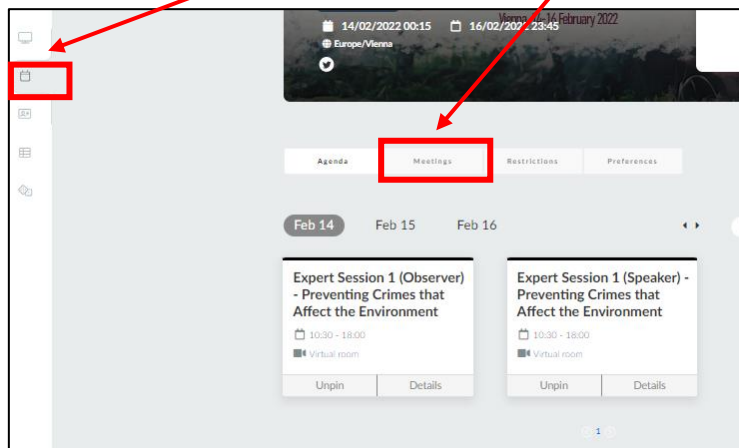 Vienna, 14-16 February 2022
14/02/2022 00:15 16/02/2022 23:45
Europe/Vienna
Agenda Meetings Restrictions Preferences
Feb 14 Feb 15 Feb 16
Expert Session 1 (Observer)
- Preventing Crimes that
Affect the Environment
10:30 - 18:00
Virtual room
Unpin Details
Expert Session 1 (Speaker) -
Preventing Crimes that
Affect the Environment
10:30 - 18:00
Virtual room
Unpin Details
1